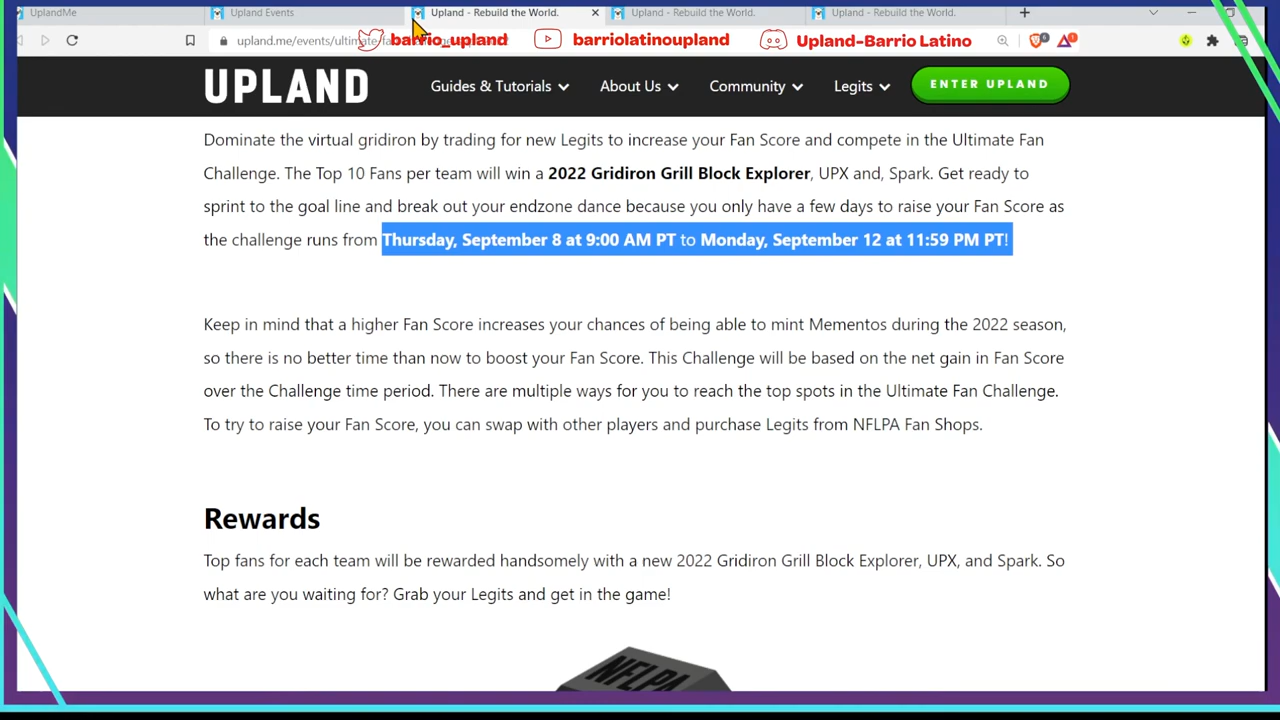 UplandMe
Upland Events
Upland - Rebuild the World.
Upland - Rebuild the World.
Upland - Rebuild the World.
upland.me/events/ultimate-fa
barrio_upland
barriolatinoupland
Upland-Barrio Latino
UPLAND
Guides & Tutorials
About Us
Community
Legits
ENTER UPLAND
Dominate the virtual gridiron by trading for new Legits to increase your Fan Score and compete in the Ultimate Fan
Challenge. The Top 10 Fans per team will win a 2022 Gridiron Grill Block Explorer, UPX and, Spark. Get ready to
sprint to the goal line and break out your endzone dance because you only have a few days to raise your Fan Score as
the challenge runs from Thursday, September 8 at 9:00 AM PT to Monday, September 12 at 11:59 PM PT!
Keep in mind that a higher Fan Score increases your chances of being able to mint Mementos during the 2022 season,
so there is no better time than now to boost your Fan Score. This Challenge will be based on the net gain in Fan Score
over the Challenge time period. There are multiple ways for you to reach the top spots in the Ultimate Fan Challenge.
To try to raise your Fan Score, you can swap with other players and purchase Legits from NFLPA Fan Shops.
Rewards
Top fans for each team will be rewarded handsomely with a new 2022 Gridiron Grill Block Explorer, UPX, and Spark. So
what are you waiting for? Grab your Legits and get in the game!
NFLPA